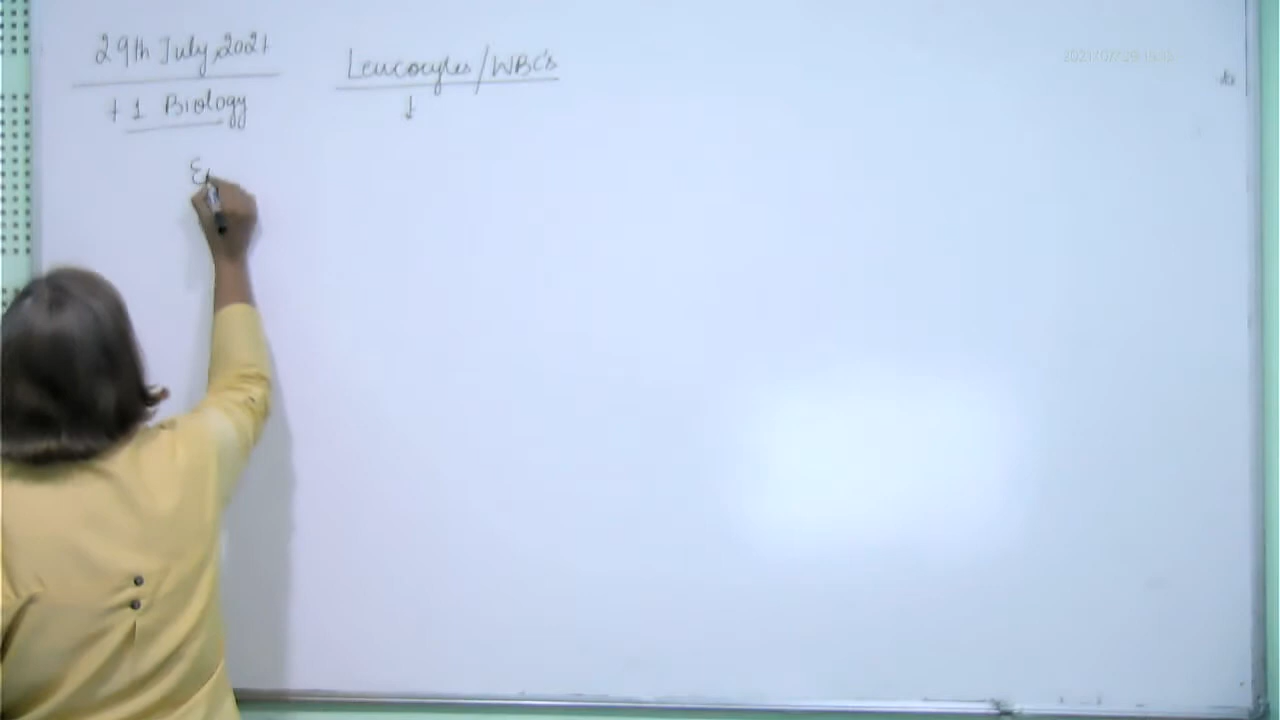 29th July, 2021
+ 1 Biology
Leucocytes/WBC's
↓
E